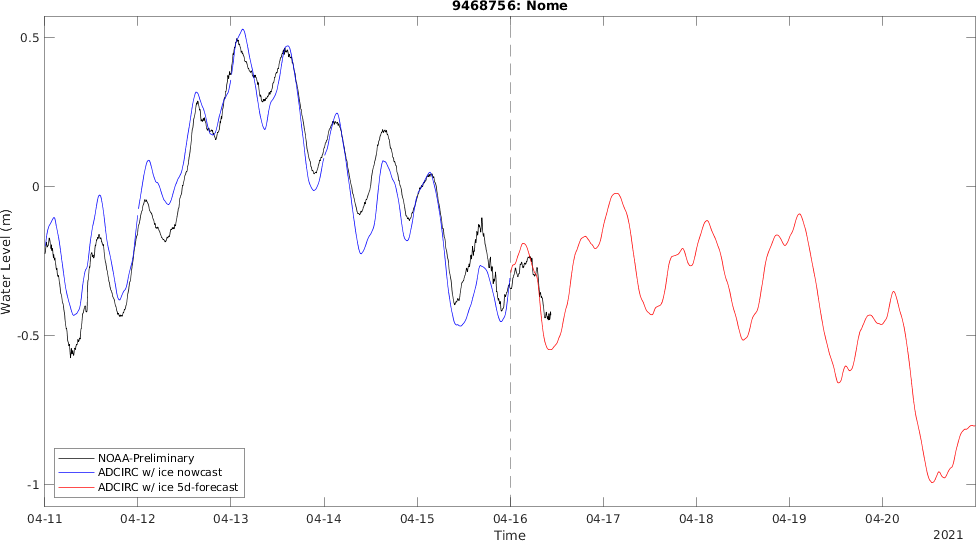 9468756: Nome
0.5
0
-0.5
-1
Water Level (m)
NOAA-Preliminary
ADCIRC w/ ice nowcast
ADCIRC w/ ice 5d-forecast
04-11 04-12 04-13 04-14 04-15 04-16 04-17 04-18 04-19 04-20
Time
2021